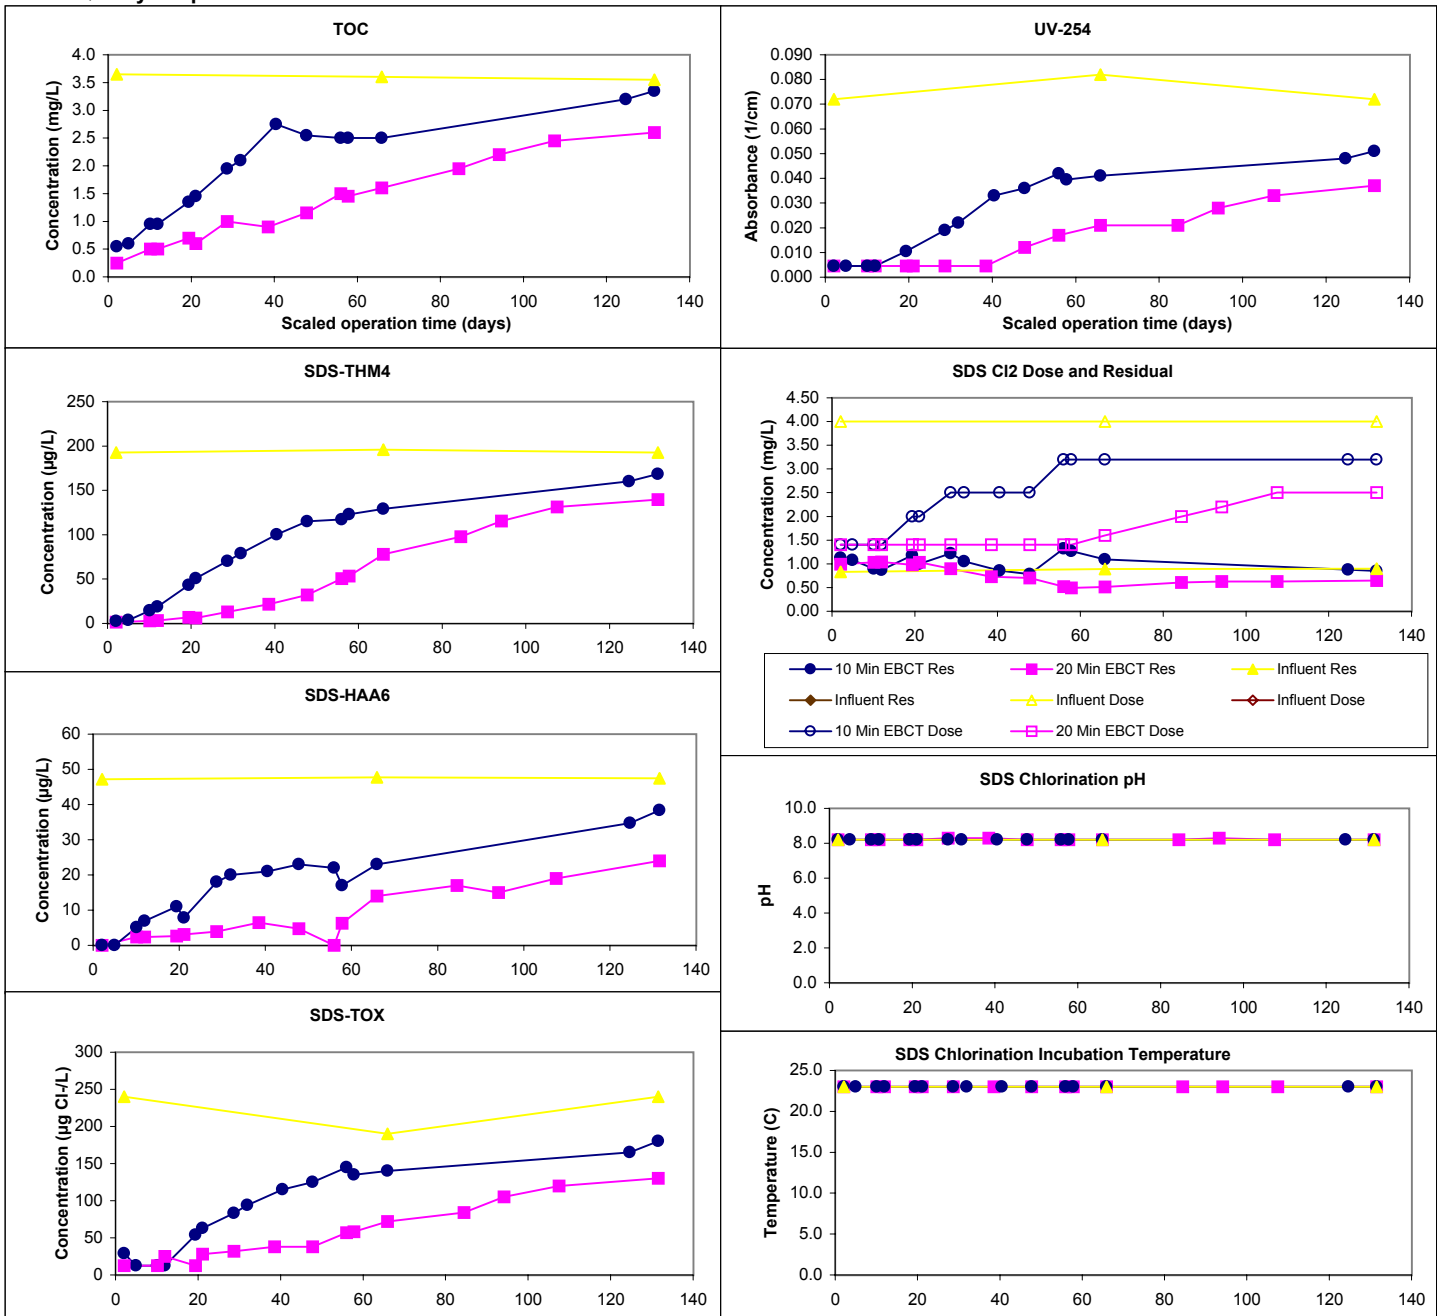 TOC
Concentration (mg/L)
4.0
3.5
3.0
2.5
2.0
1.5
1.0
0.5
0.0
0 20 40 60 80 100 120 140
Scaled operation time (days)
UV-254
Absorbance (1/cm)
0.090
0.080
0.070
0.060
0.050
0.040
0.030
0.020
0.010
0.000
0 20 40 60 80 100 120 140
Scaled operation time (days)
SDS-THM4
Concentration (µg/L)
250
200
150
100
50
0
0 20 40 60 80 100 120 140
SDS Cl2 Dose and Residual
Concentration (mg/L)
4.50
4.00
3.50
3.00
2.50
2.00
1.50
1.00
0.50
0.00
0 20 40 60 80 100 120 140
10 Min EBCT Res 20 Min EBCT Res Influent Res
Influent Res Influent Dose Influent Dose
10 Min EBCT Dose 20 Min EBCT Dose
SDS-HAA6
Concentration (µg/L)
60
50
40
30
20
10
0
0 20 40 60 80 100 120 140
SDS Chlorination pH
pH
10.0
8.0
6.0
4.0
2.0
0.0
0 20 40 60 80 100 120 140
SDS-TOX
Concentration (µg Cl-/L)
300
250
200
150
100
50
0
0 20 40 60 80 100 120 140
SDS Chlorination Incubation Temperature
Temperature (C)
25.0
20.0
15.0
10.0
5.0
0.0
0 20 40 60 80 100 120 140